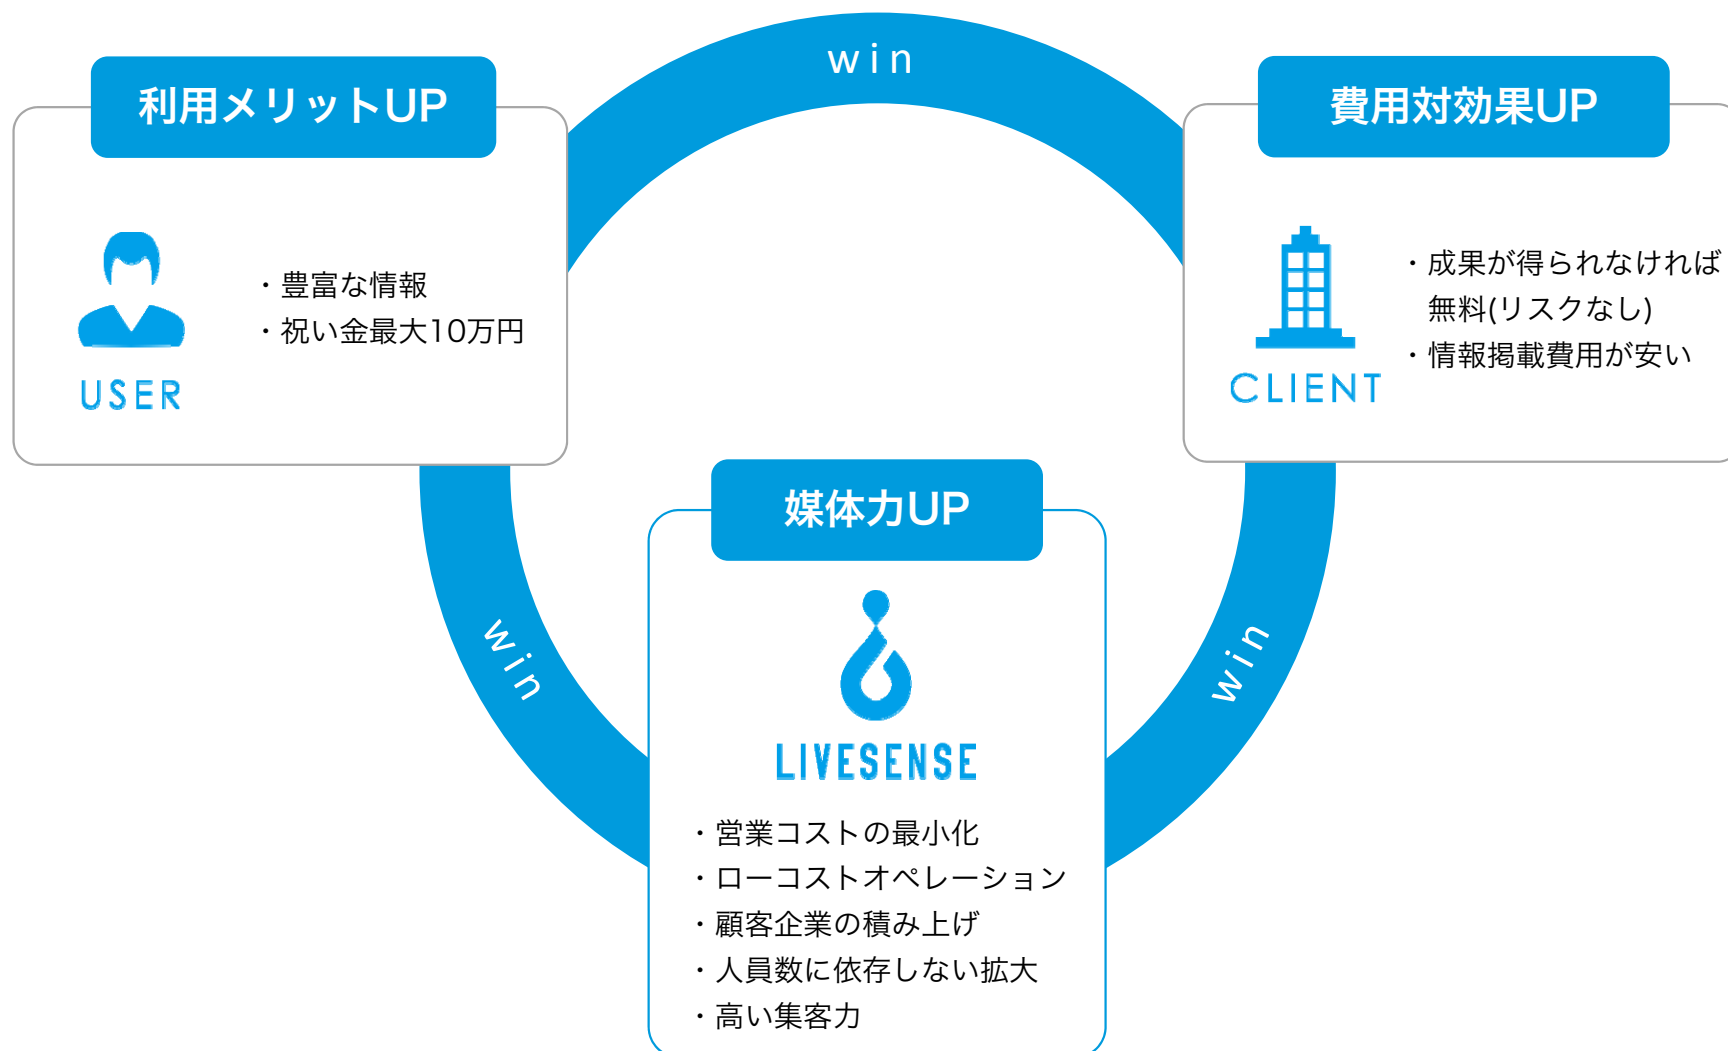 win
利用メリットUP
・豊富な情報
・祝い金最大10万円
USER
費用対効果UP
・成果が得られなければ
無料(リスクなし)
・情報掲載費用が安い
CLIENT
媒体力UP
LIVESENSE
・営業コストの最小化
・ローコストオペレーション
・顧客企業の積み上げ
・人員数に依存しない拡大
・高い集客力
win
win